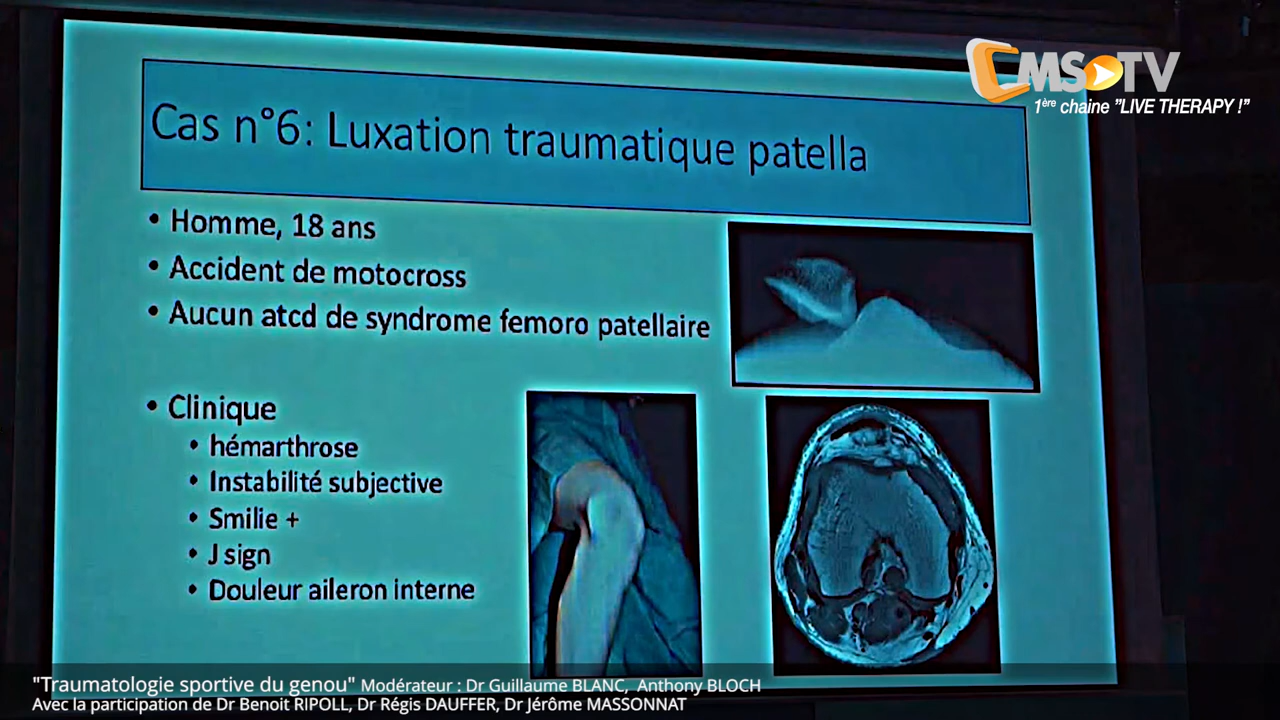 CMSOTV
1ère chaine "LIVE THERAPY !"
Cas n°6: Luxation traumatique patella
• Homme, 18 ans
• Accident de motocross
• Aucun atcd de syndrome femoro patellaire
• Clinique
• hémarthrose
• Instabilité subjective
• Smilie +
• J sign
• Douleur aileron interne
"Traumatologie sportive du genou" Modérateur : Dr Guillaume BLANC, Anthony BLOCH
Avec la participation de Dr Benoit RIPOLL, Dr Régis DAUFFER, Dr Jérôme MASSONNAT